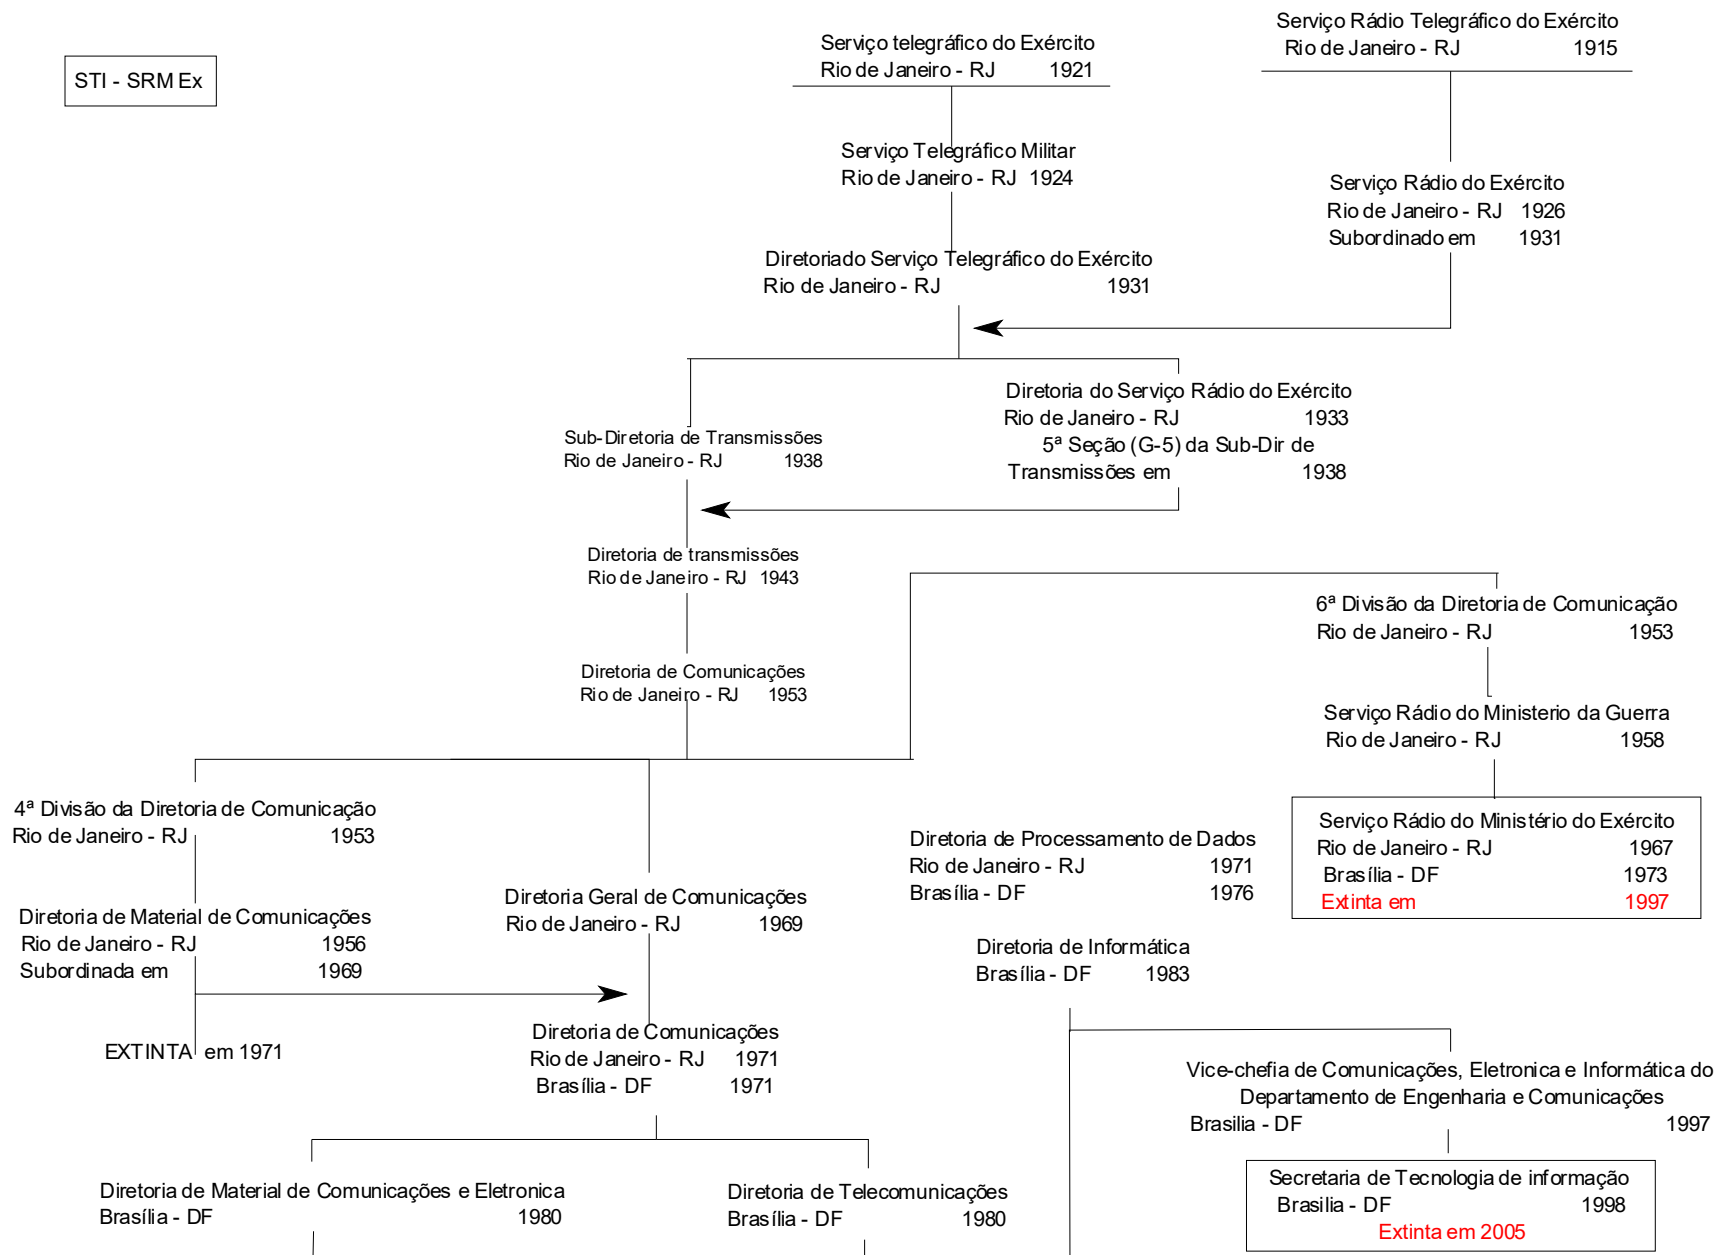 STI - SRM Ex
Serviço telegráfico do Exército
Rio de Janeiro - RJ 1921
Serviço Rádio Telegráfico do Exército
Rio de Janeiro - RJ 1915
Serviço Telegráfico Militar
Rio de Janeiro - RJ 1924
Serviço Rádio do Exército
Rio de Janeiro - RJ 1926
Subordinado em 1931
Diretoria do Serviço Telegráfico do Exército
Rio de Janeiro - RJ 1931
Diretoria do Serviço Rádio do Exército
Rio de Janeiro - RJ 1933
5ª Seção (G-5) da Sub-Dir de
Transmissões em 1938
Sub-Diretoria de Transmissões
Rio de Janeiro - RJ 1938
Diretoria de transmissões
Rio de Janeiro - RJ 1943
6ª Divisão da Diretoria de Comunicação
Rio de Janeiro - RJ 1953
Diretoria de Comunicações
Rio de Janeiro - RJ 1953
Serviço Rádio do Ministerio da Guerra
Rio de Janeiro - RJ 1958
4ª Divisão da Diretoria de Comunicação
Rio de Janeiro - RJ 1953
Serviço Rádio do Ministério do Exército
Rio de Janeiro - RJ 1967
Brasília - DF 1973
Extinta em 1997
Diretoria de Processamento de Dados
Rio de Janeiro - RJ 1971
Brasília - DF 1976
Diretoria Geral de Comunicações
Rio de Janeiro - RJ 1969
Diretoria de Material de Comunicações
Rio de Janeiro - RJ 1956
Subordinada em 1969
Diretoria de Informática
Brasília - DF 1983
EXTINTA em 1971
Diretoria de Comunicações
Rio de Janeiro - RJ 1971
Brasília - DF 1971
Vice-chefia de Comunicações, Eletronica e Informática do
Departamento de Engenharia e Comunicações
Brasilia - DF 1997
Diretoria de Material de Comunicações e Eletronica
Brasília - DF 1980
Diretoria de Telecomunicações
Brasília - DF 1980
Secretaria de Tecnologia de informação
Brasilia - DF 1998
Extinta em 2005